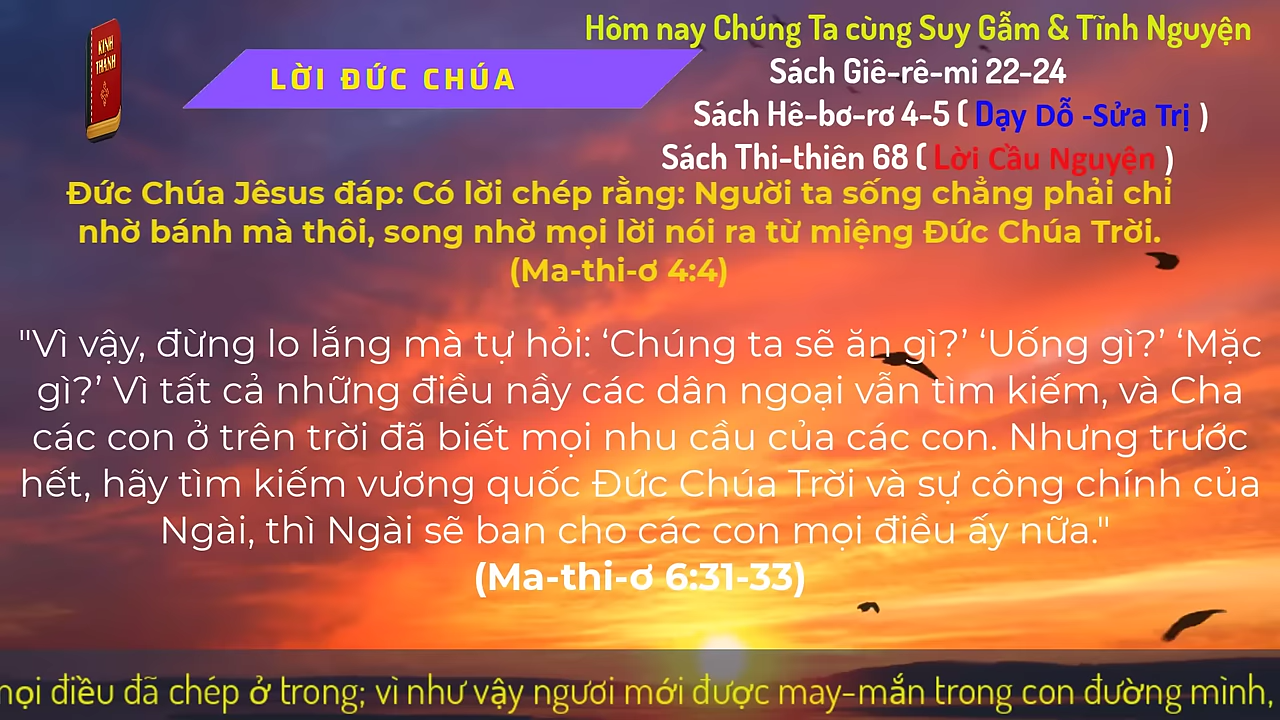 KINH
THÁNH
LỜI ĐỨC CHÚA
Hôm nay Chúng Ta cùng Suy Gẫm & Tĩnh Nguyện
Sách Giê-rê-mi 22-24
Sách Hê-bơ-rơ 4-5 ( Dạy Dỗ -Sửa Trị )
Sách Thi-thiên 68 ( Lời Cầu Nguyện )
Đức Chúa Jêsus đáp: Có lời chép rằng: Người ta sống chẳng phải chỉ
nhờ bánh mà thôi, song nhờ mọi lời nói ra từ miệng Đức Chúa Trời.
(Ma-thi-ơ 4:4)
"Vì vậy, đừng lo lắng mà tự hỏi: ‘Chúng ta sẽ ăn gì?’ ‘Uống gì?’ ‘Mặc
gì?’ Vì tất cả những điều nầy các dân ngoại vẫn tìm kiếm, và Cha
các con ở trên trời đã biết mọi nhu cầu của các con. Nhưng trước
hết, hãy tìm kiếm vương quốc Đức Chúa Trời và sự công chính của
Ngài, thì Ngài sẽ ban cho các con mọi điều ấy nữa."
(Ma-thi-ơ 6:31-33)
mọi điều đã chép ở trong; vì như vậy ngươi mới được may-mắn trong con đường mình,